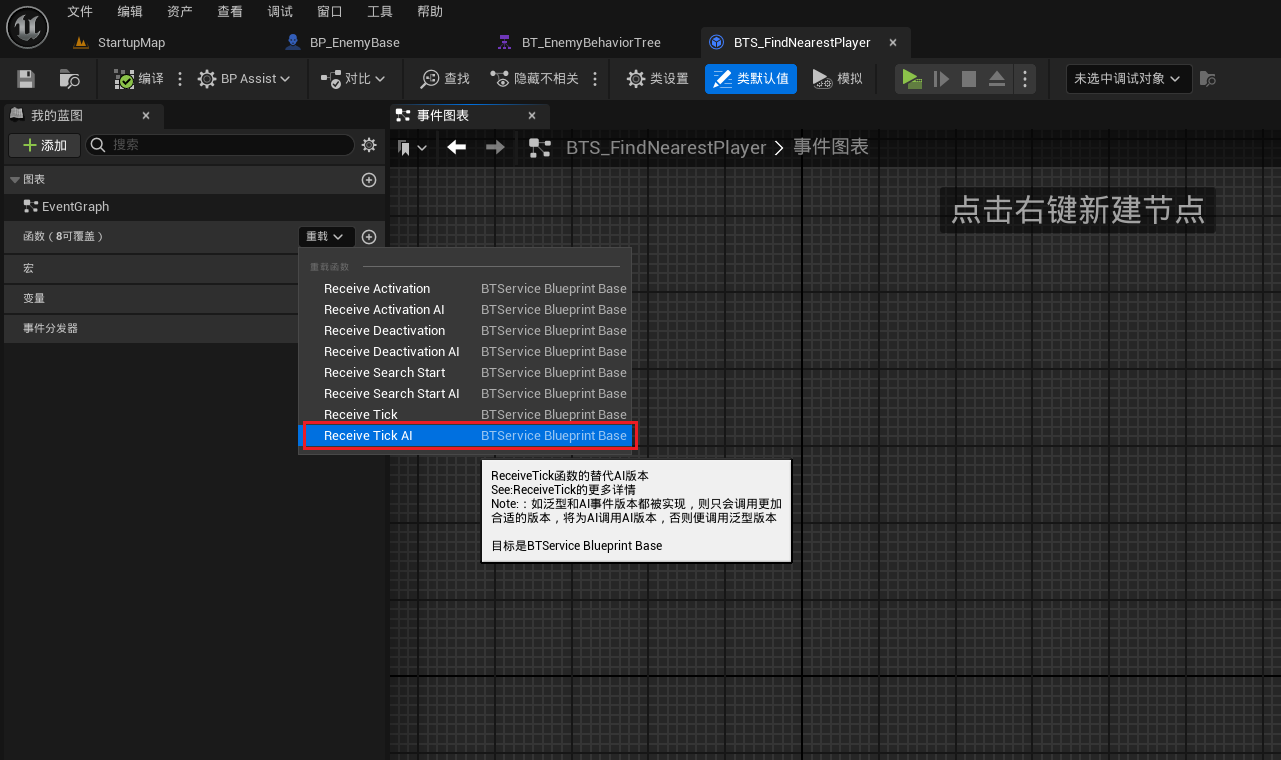 文件 编辑 资产 查看 调试 窗口 工具 帮助
StartupMap BP_EnemyBase BT_EnemyBehaviorTree BTS_FindNearestPlayer
编译 BP Assist 对比 查找 隐藏不相关 类设置 类默认值 模拟 未选中调试对象
我的蓝图 事件图表
添加 搜索 BTS_FindNearestPlayer 事件图表
图表
点击右键新建节点
EventGraph
函数（8可覆盖） 重载
宏
变量
事件分发器
重载函数
Receive Activation BTService Blueprint Base
Receive Activation AI BTService Blueprint Base
Receive Deactivation BTService Blueprint Base
Receive Deactivation AI BTService Blueprint Base
Receive Search Start BTService Blueprint Base
Receive Search Start AI BTService Blueprint Base
Receive Tick BTService Blueprint Base
Receive Tick AI BTService Blueprint Base
ReceiveTick函数的替代AI版本
See:ReceiveTick的更多详情
Note:：如泛型和AI事件版本都被实现，则只会调用更加
合适的版本，将为AI调用AI版本，否则便调用泛型版本
目标是BTService Blueprint Base